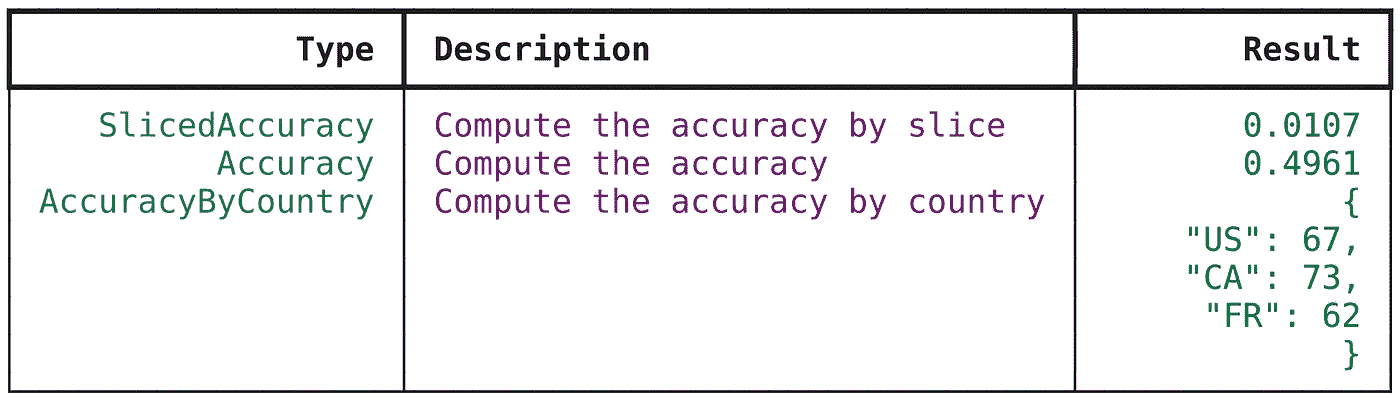 Type Description Result
SlicedAccuracy Compute the accuracy by slice 0.0107
Accuracy Compute the accuracy 0.4961
AccuracyByCountry Compute the accuracy by country {
"US": 67,
"CA": 73,
"FR": 62
}